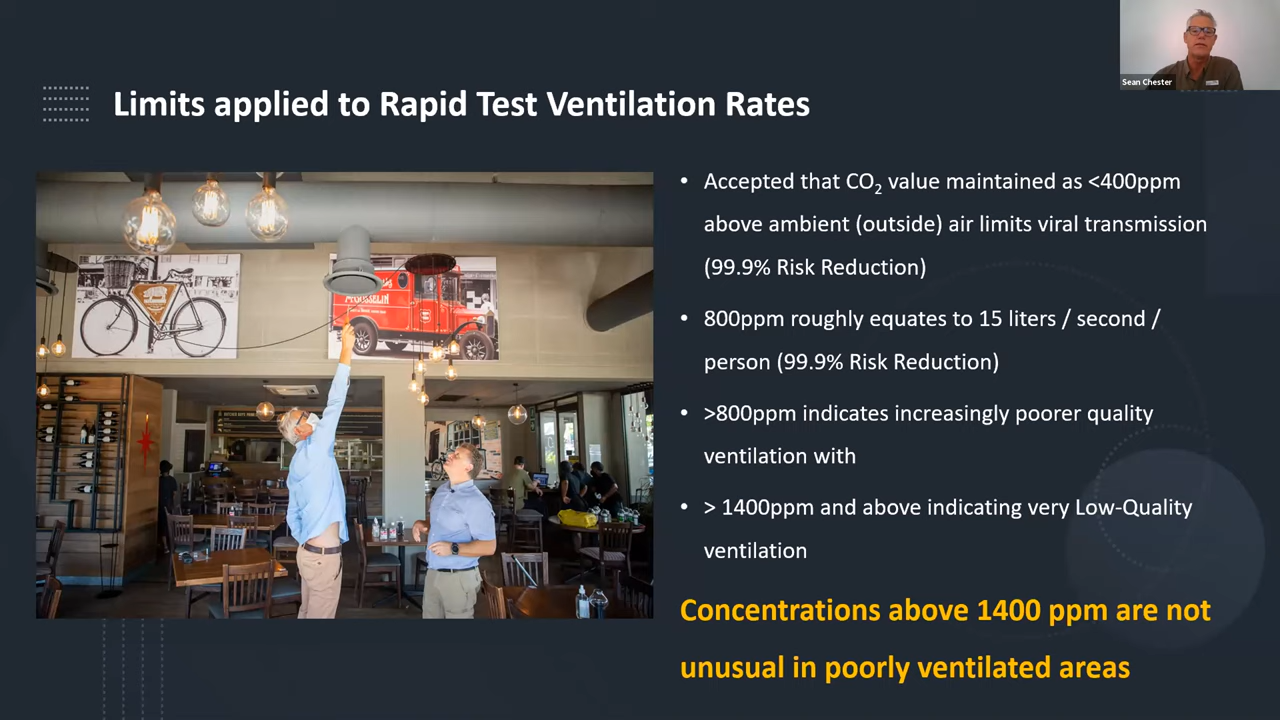 Sean Chester
Limits applied to Rapid Test Ventilation Rates
• Accepted that CO₂ value maintained as <400ppm
above ambient (outside) air limits viral transmission
(99.9% Risk Reduction)
• 800ppm roughly equates to 15 liters / second /
person (99.9% Risk Reduction)
• >800ppm indicates increasingly poorer quality
ventilation with
• > 1400ppm and above indicating very Low-Quality
ventilation
Concentrations above 1400 ppm are not
unusual in poorly ventilated areas